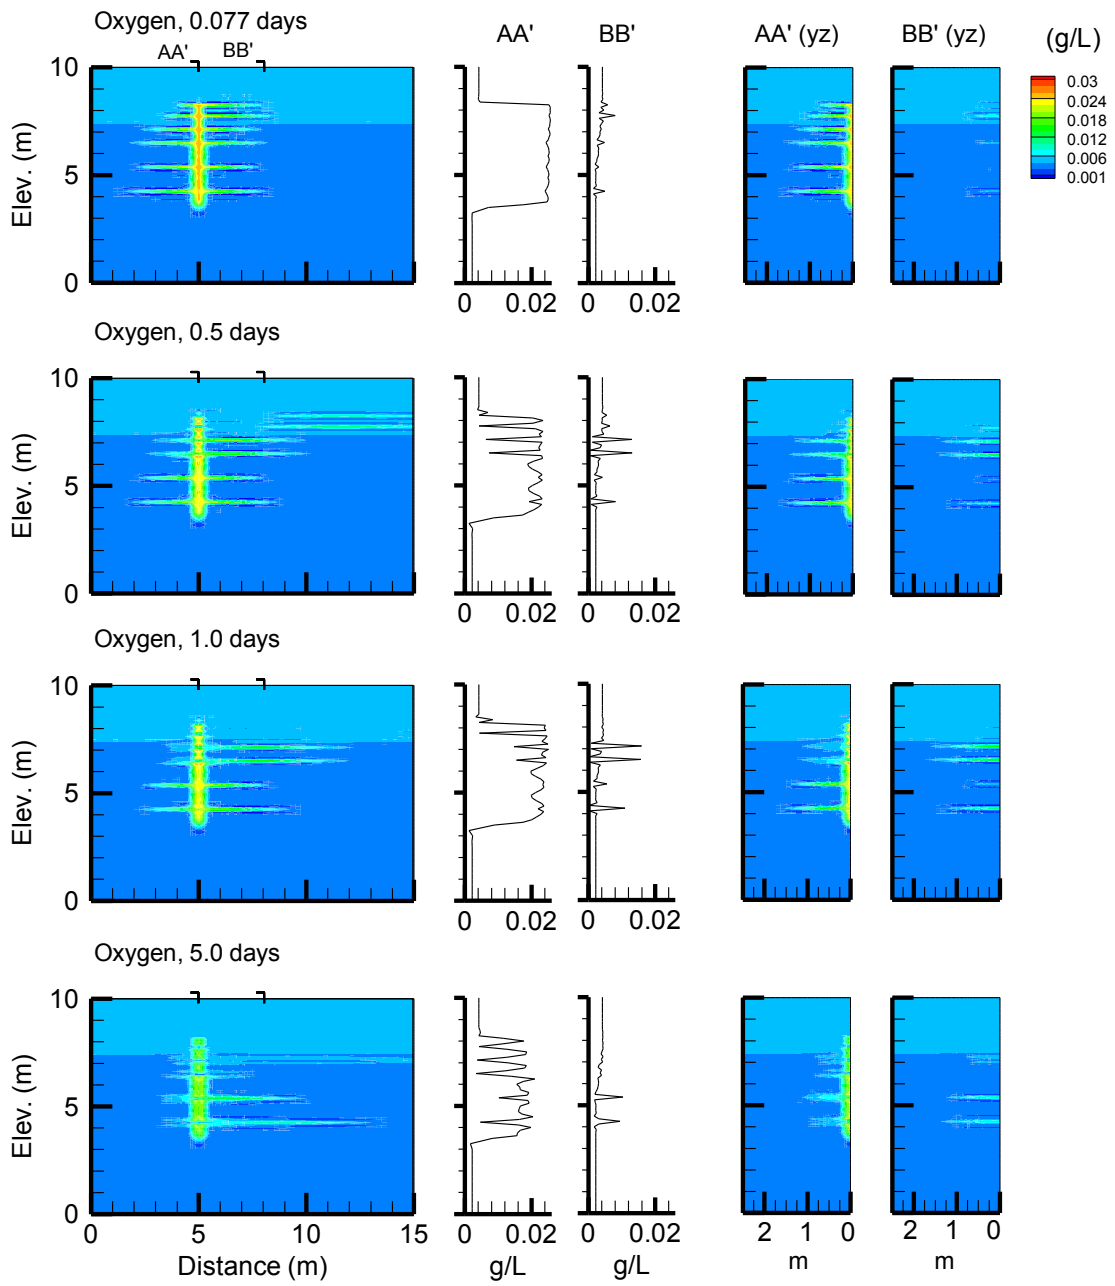 Oxygen, 0.077 days
AA' BB'
AA' BB' AA' (yz) BB' (yz) (g/L)
10
5
0
Elev. (m)
0 0.02 0 0.02
0.03
0.024
0.018
0.012
0.006
0.001
Oxygen, 0.5 days
10
5
0
Elev. (m)
0 0.02 0 0.02
Oxygen, 1.0 days
10
5
0
Elev. (m)
0 0.02 0 0.02
Oxygen, 5.0 days
10
5
0
Elev. (m)
0 5 10 15 0 0.02 0 0.02 2 1 0 2 1 0
Distance (m) g/L g/L m m